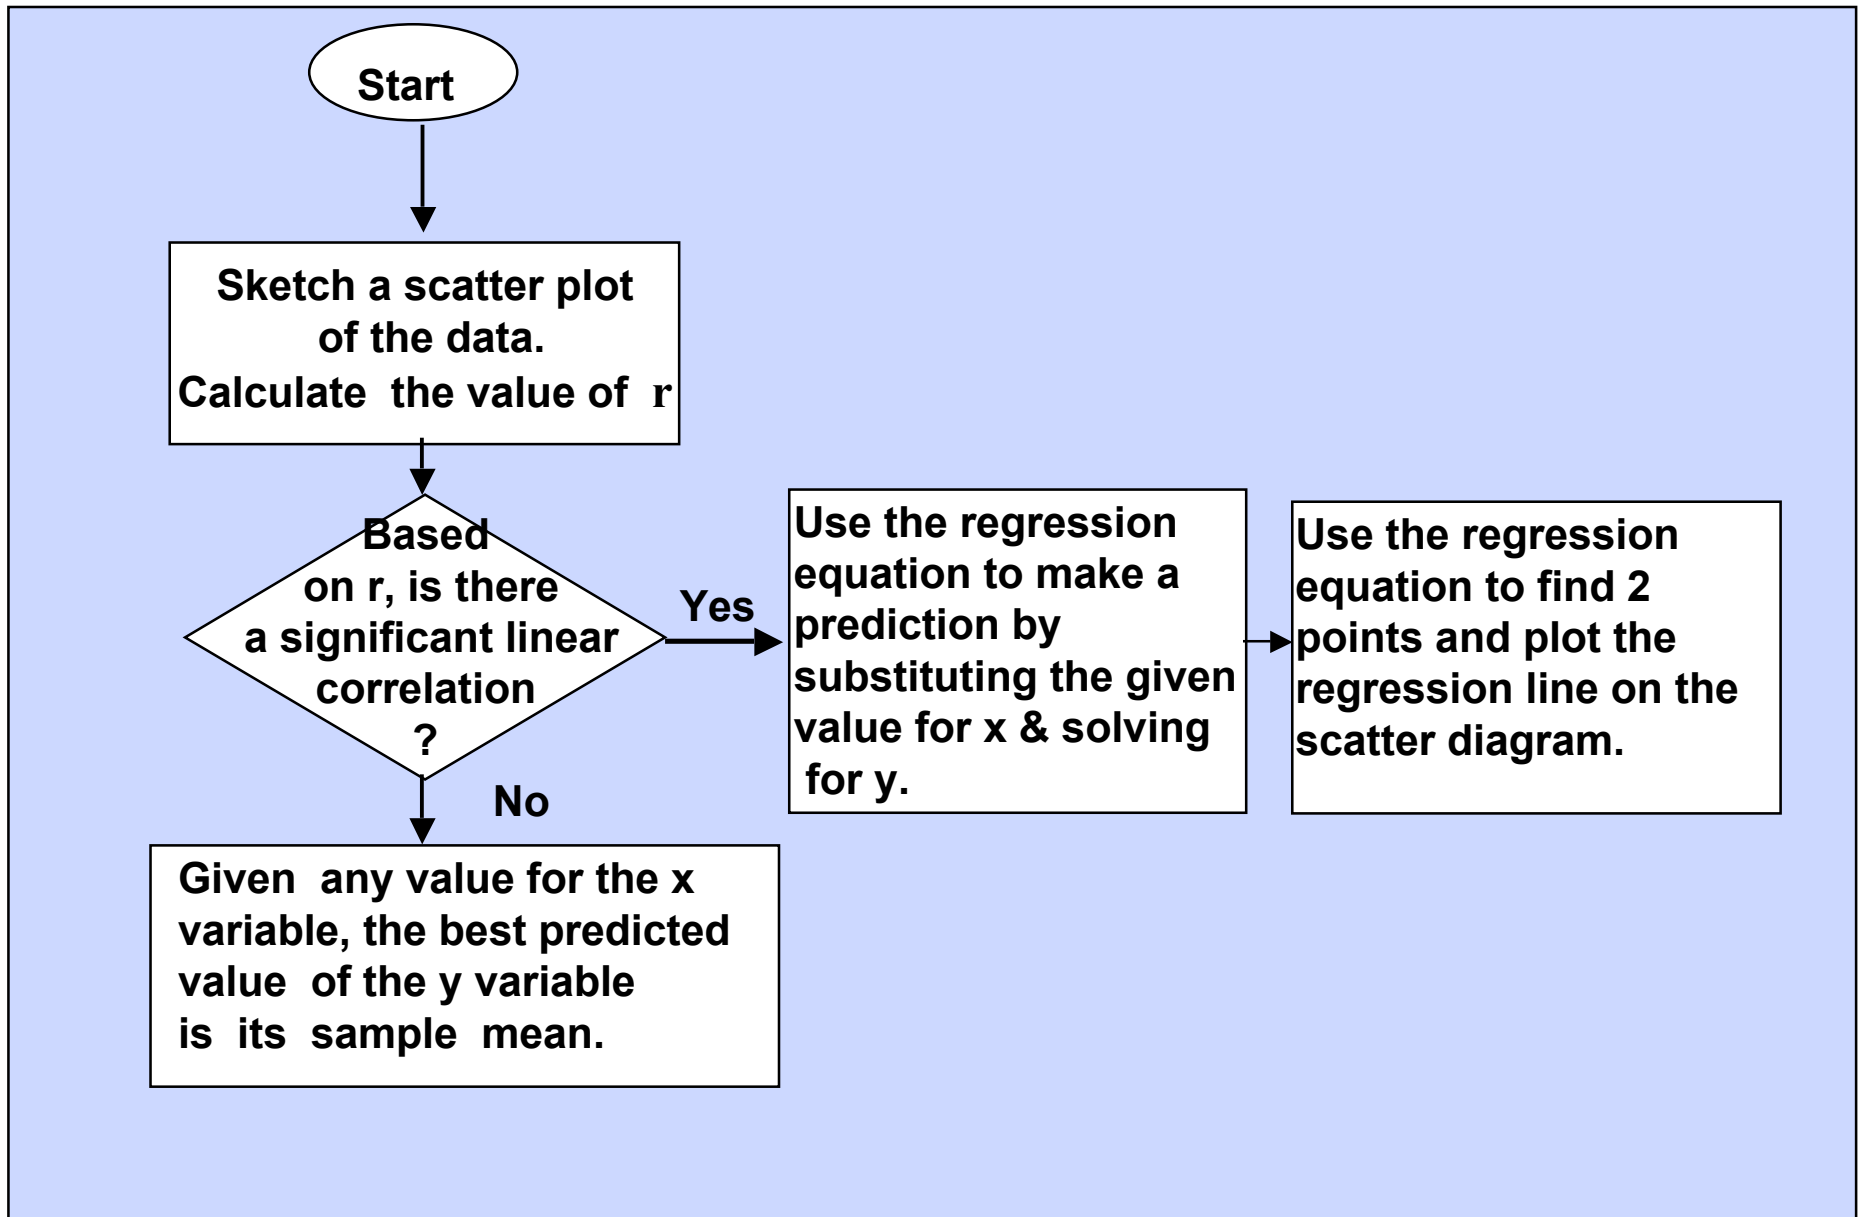 Start
Sketch a scatter plot
of the data.
Calculate the value of r
Based
on r, is there
a significant linear
correlation
?
Yes
Use the regression
equation to make a
prediction by
substituting the given
value for x & solving
for y.
Use the regression
equation to find 2
points and plot the
regression line on the
scatter diagram.
No
Given any value for the x
variable, the best predicted
value of the y variable
is its sample mean.